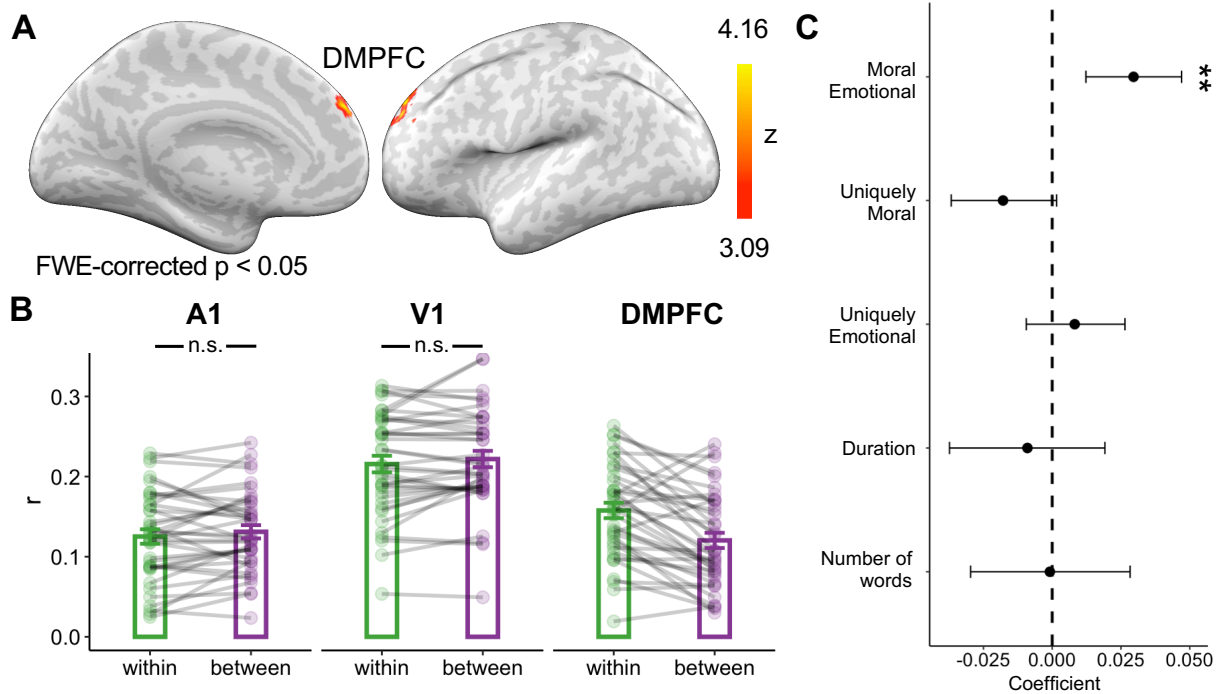 A
DMPFC
4.16
z
3.09
FWE-corrected p < 0.05
B
A1
V1
DMPFC
n.s.
n.s.
r
0.3
0.2
0.1
0.0
within
between
within
between
within
between
C
Moral
Emotional
**
Uniquely
Moral
Uniquely
Emotional
Duration
Number of
words
-0.025
0.000
0.025
0.050
Coefficient